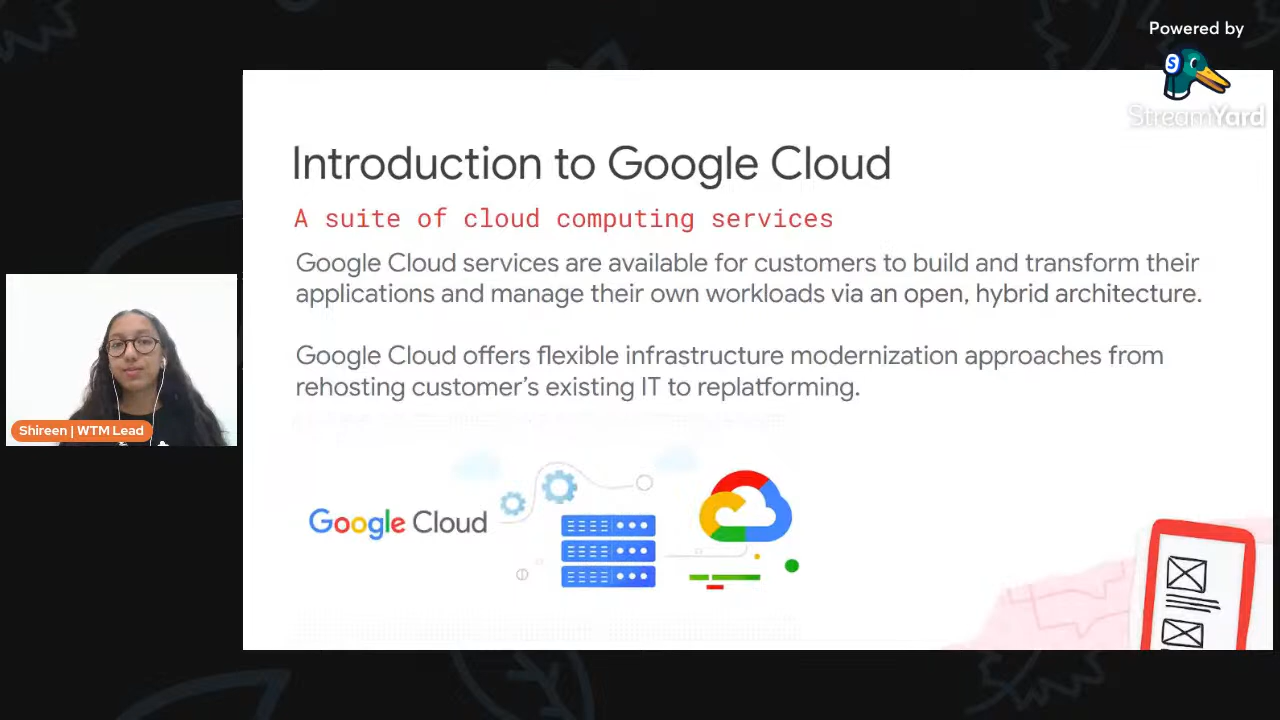 Powered by
StreamYard
Introduction to Google Cloud
A suite of cloud computing services
Google Cloud services are available for customers to build and transform their
applications and manage their own workloads via an open, hybrid architecture.
Google Cloud offers flexible infrastructure modernization approaches from
rehosting customer's existing IT to replatforming.
Shireen | WTM Lead
Google Cloud